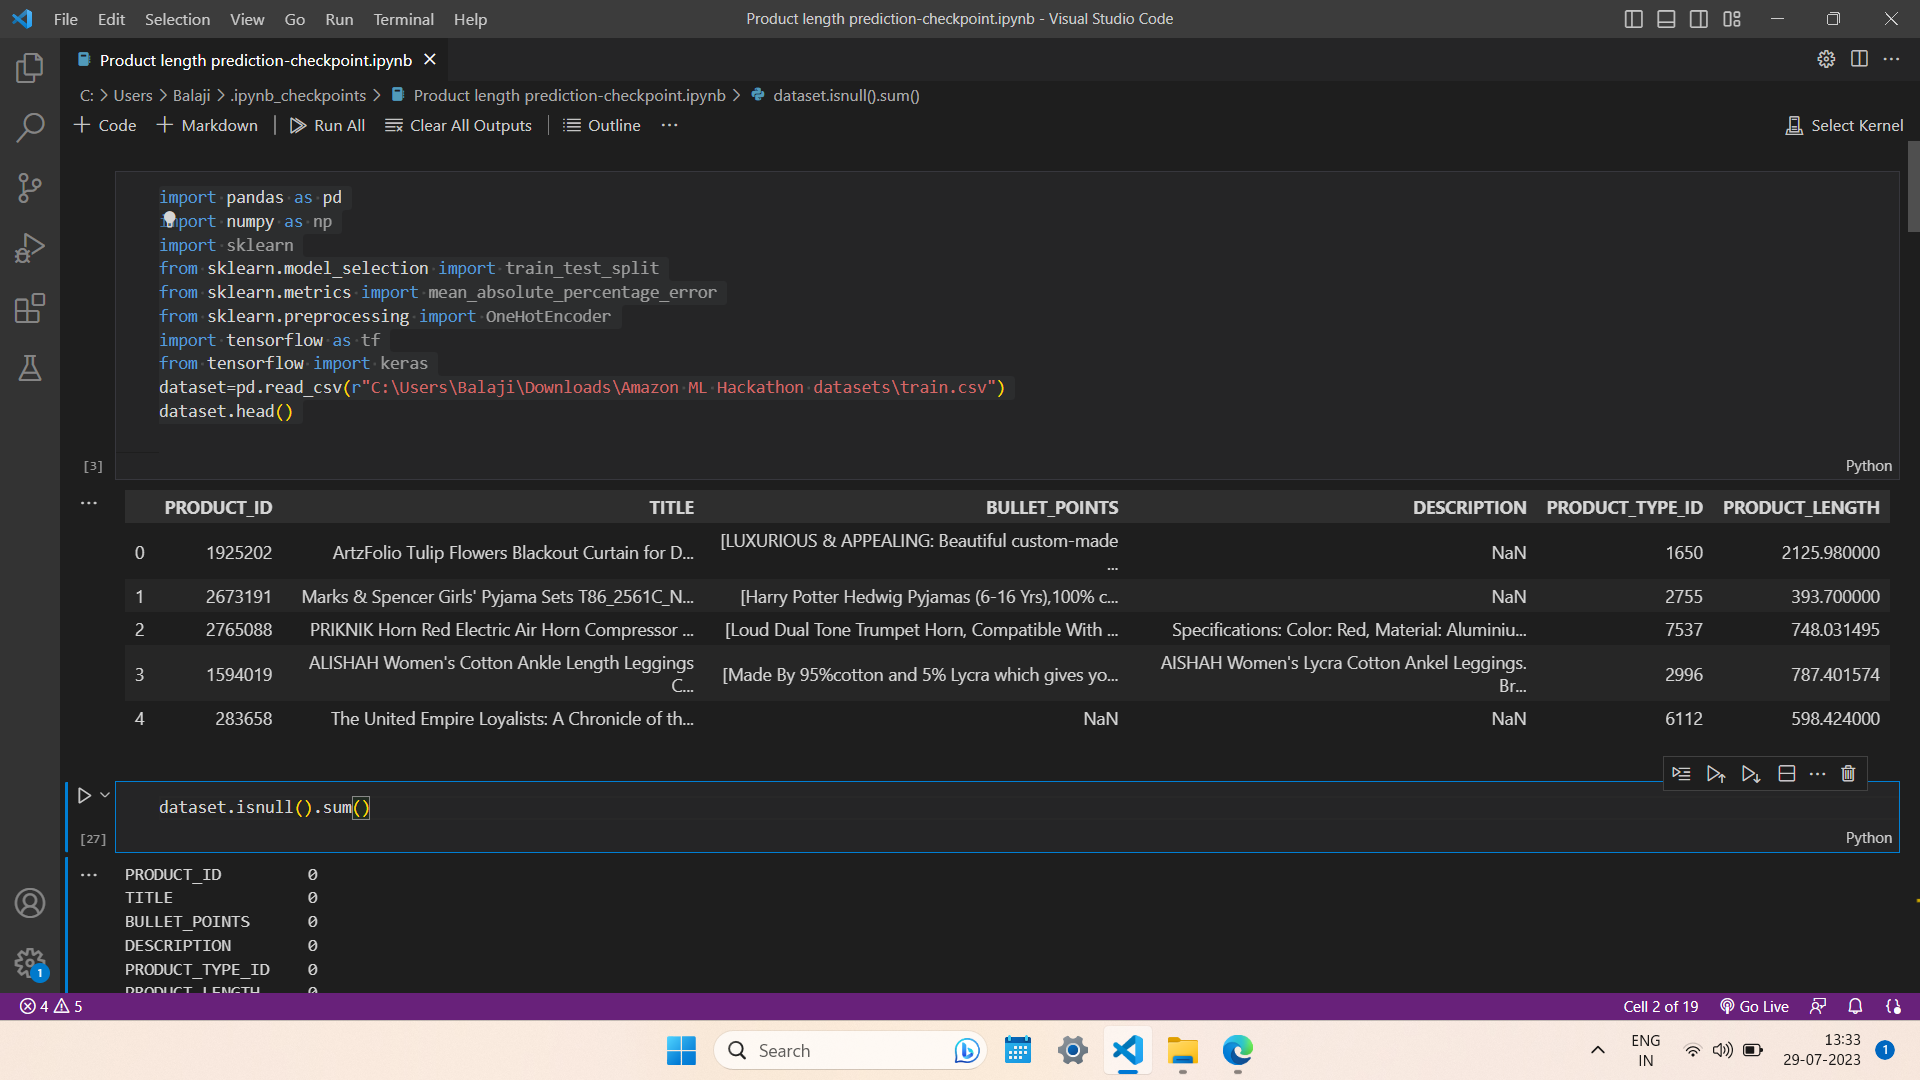 File Edit Selection View Go Run Terminal Help
Product length prediction-checkpoint.ipynb - Visual Studio Code
Product length prediction-checkpoint.ipynb
C: > Users > Balaji > .ipynb_checkpoints > Product length prediction-checkpoint.ipynb > dataset.isnull().sum()
+ Code + Markdown Run All Clear All Outputs Outline ... Select Kernel
import pandas as pd
import numpy as np
import sklearn
from sklearn.model_selection import train_test_split
from sklearn.metrics import mean_absolute_percentage_error
from sklearn.preprocessing import OneHotEncoder
import tensorflow as tf
from tensorflow import keras
dataset=pd.read_csv(r"C:\Users\Balaji\Downloads\Amazon ML Hackathon datasets\train.csv")
dataset.head()
[3]
Python
PRODUCT_ID TITLE BULLET_POINTS DESCRIPTION PRODUCT_TYPE_ID PRODUCT_LENGTH
0 1925202 ArtzFolio Tulip Flowers Blackout Curtain for D... [LUXURIOUS & APPEALING: Beautiful custom-made ... NaN 1650 2125.980000
1 2673191 Marks & Spencer Girls' Pyjama Sets T86_2561C_N... [Harry Potter Hedwig Pyjamas (6-16 Yrs),100% c... NaN 2755 393.700000
2 2765088 PRIKNIK Horn Red Electric Air Horn Compressor ... [Loud Dual Tone Trumpet Horn, Compatible With ... Specifications: Color: Red, Material: Aluminiu... 7537 748.031495
3 1594019 ALISHAH Women's Cotton Ankle Length Leggings C... [Made By 95%cotton and 5% Lycra which gives yo... AISHAH Women's Lycra Cotton Ankel Leggings. Br... 2996 787.401574
4 283658 The United Empire Loyalists: A Chronicle of th... NaN NaN 6112 598.424000
dataset.isnull().sum()
[27]
Python
PRODUCT_ID 0
TITLE 0
BULLET_POINTS 0
DESCRIPTION 0
PRODUCT_TYPE_ID 0
PRODUCT_LENGTH 0
1
4 5
Cell 2 of 19 Go Live
Search
ENG
IN
13:33
29-07-2023
1